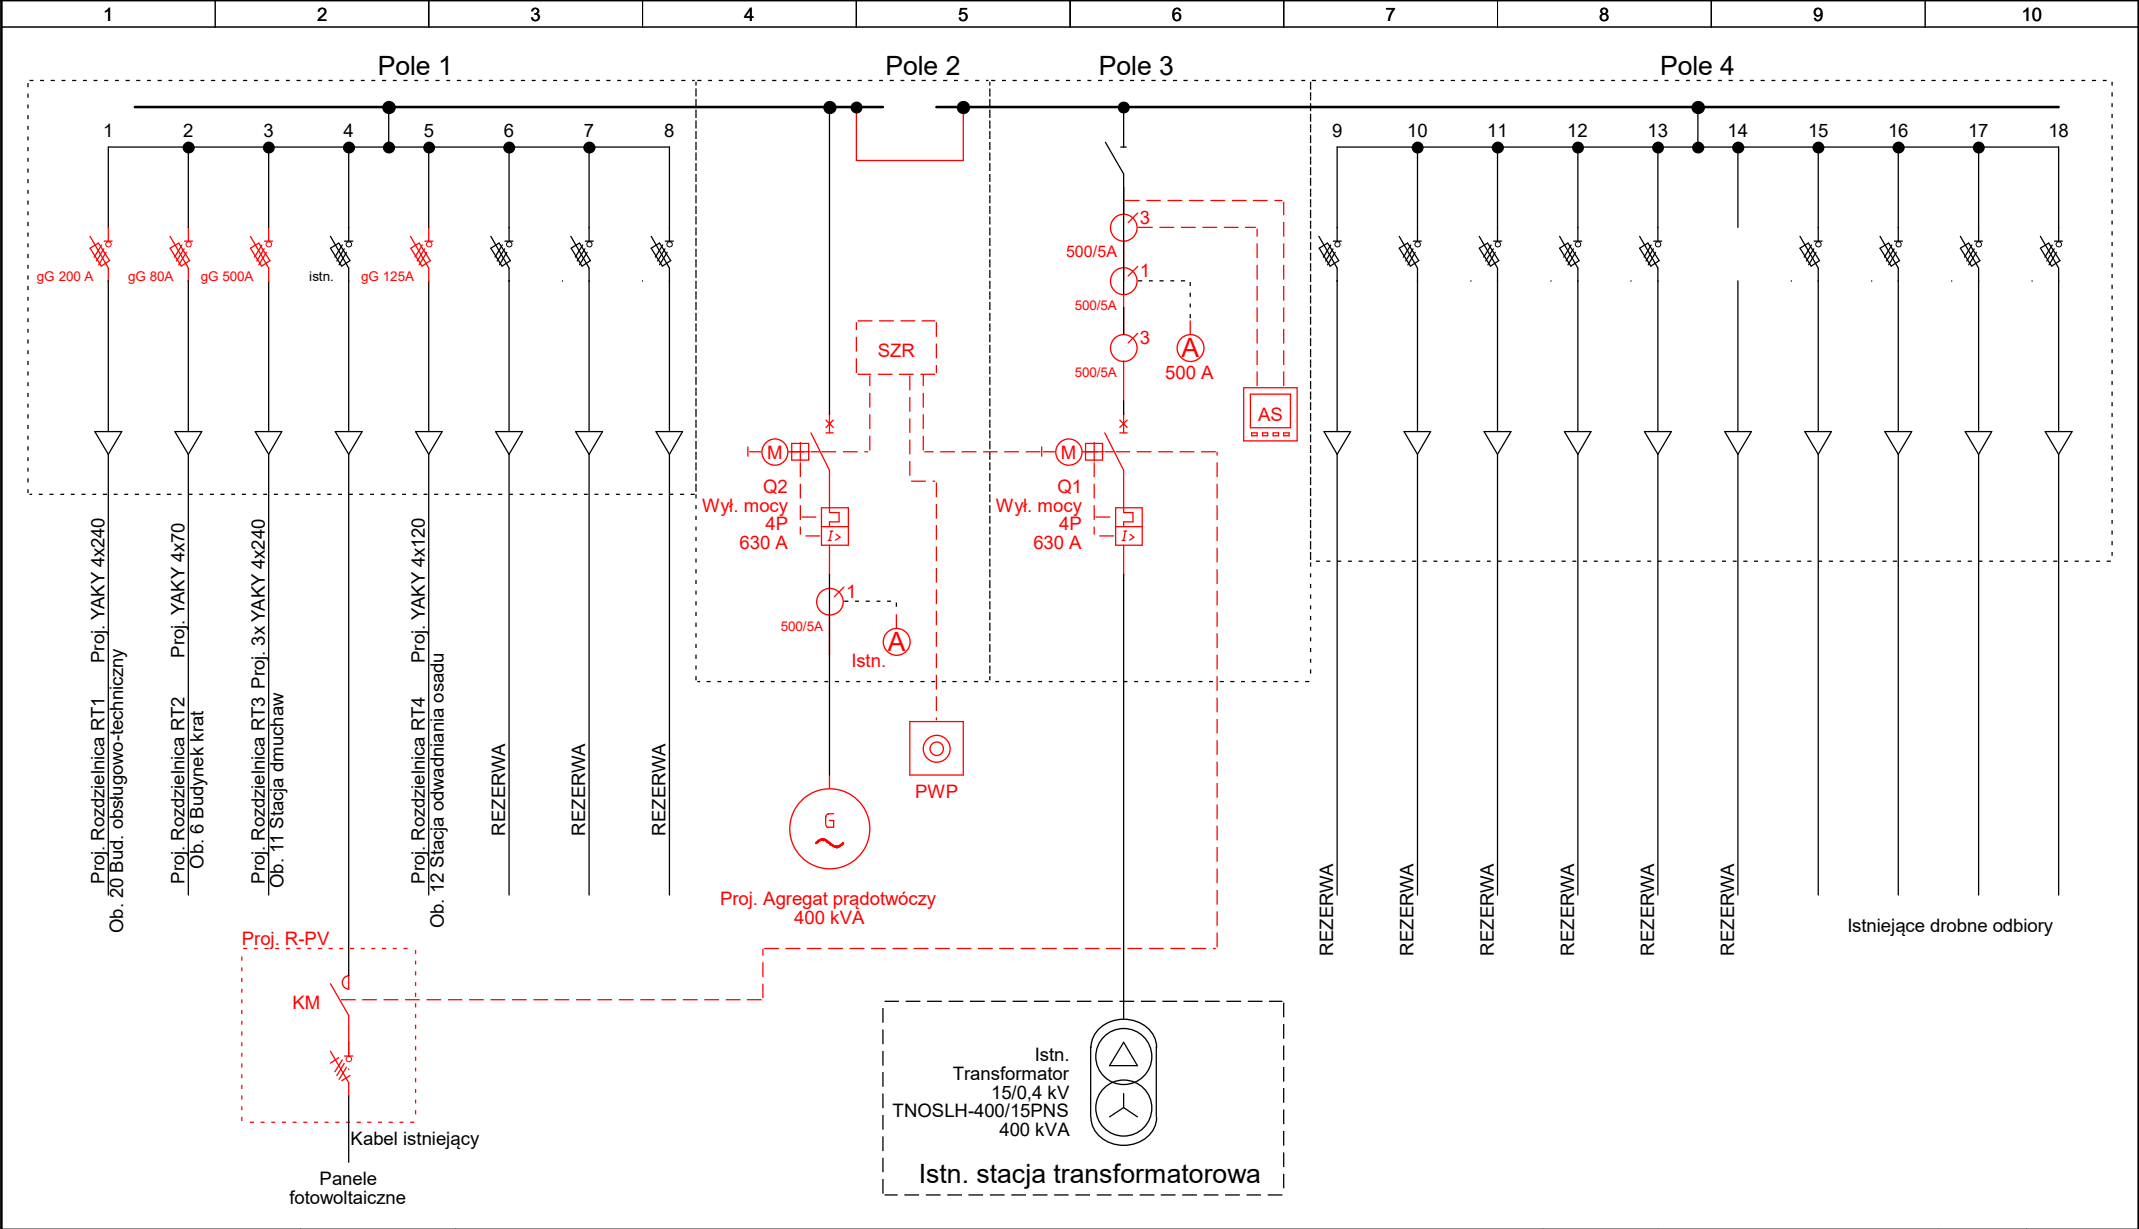 1 2 3 4 5 6 7 8 9 10
Pole 1
Pole 2
Pole 3
Pole 4
1 2 3 4 5 6 7 8
9 10 11 12 13 14 15 16 17 18
gG 200 A
gG 80A
gG 500A
istn.
gG 125A
3
500/5A
1
500/5A
3
500/5A
A
500 A
AS
SZR
M
Q2
Wył. mocy
4P
630 A
I>
M
Q1
Wył. mocy
4P
630 A
I>
1
500/5A
A
Istn.
PWP
G
Proj. Agregat prądotwóczy
400 kVA
Proj. Rozdzielnica RT1 Proj. YAKY 4x240
Ob. 20 Bud. obsługowo-techniczny
Proj. Rozdzielnica RT2 Proj. YAKY 4x70
Ob. 6 Budynek krat
Proj. Rozdzielnica RT3 Proj. 3x YAKY 4x240
Ob. 11 Stacja dmuchaw
Proj. Rozdzielnica RT4 Proj. YAKY 4x120
Ob. 12 Stacja odwadniania osadu
REZERWA
REZERWA
REZERWA
REZERWA
REZERWA
REZERWA
REZERWA
REZERWA
REZERWA
Istniejące drobne odbiory
Proj. R-PV
KM
Kabel istniejący
Panele
fotowoltaiczne
Istn.
Transformator
15/0,4 kV
TNOSLH-400/15PNS
400 kVA
Istn. stacja transformatorowa